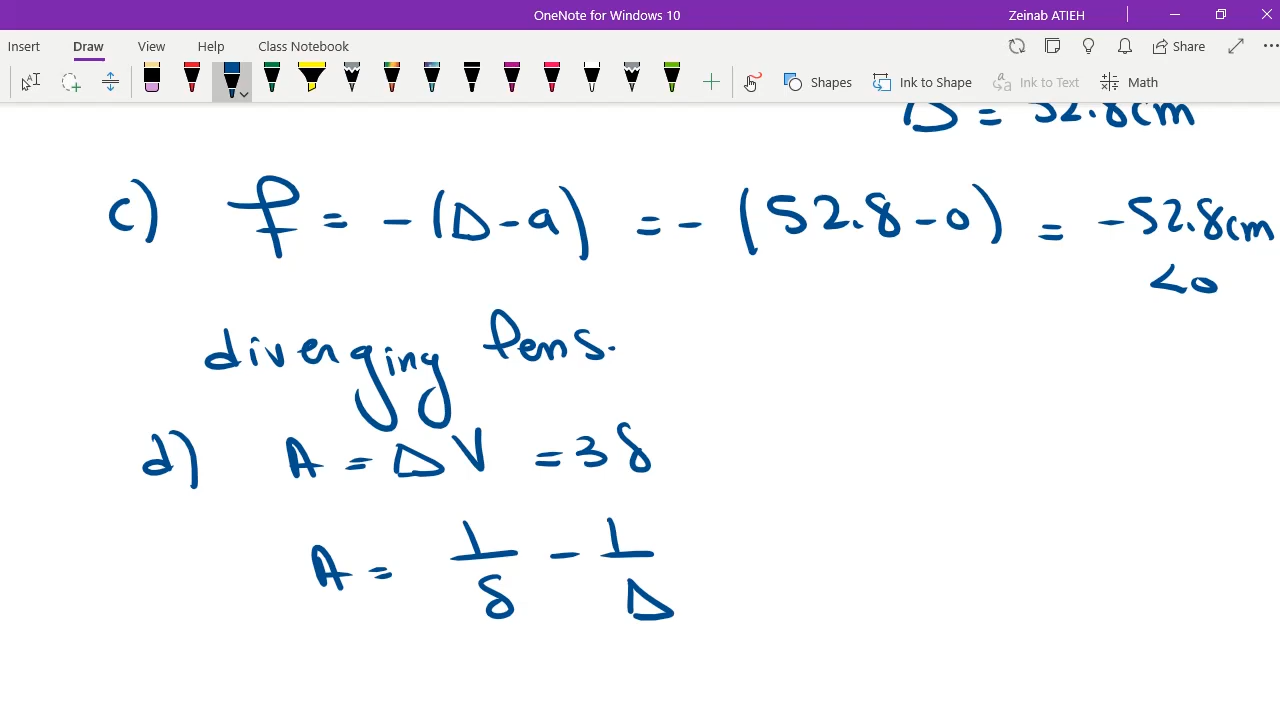 OneNote for Windows 10 Zeinab ATIEH
Insert Draw View Help Class Notebook Share
Shapes Ink to Shape Ink to Text Math
D = 52.8cm
c) f = - (D - a) = - (52.8 - 0) = -52.8cm
<0
diverging lens.
d) A = ΔV = 3δ
A = 1/δ - 1/D